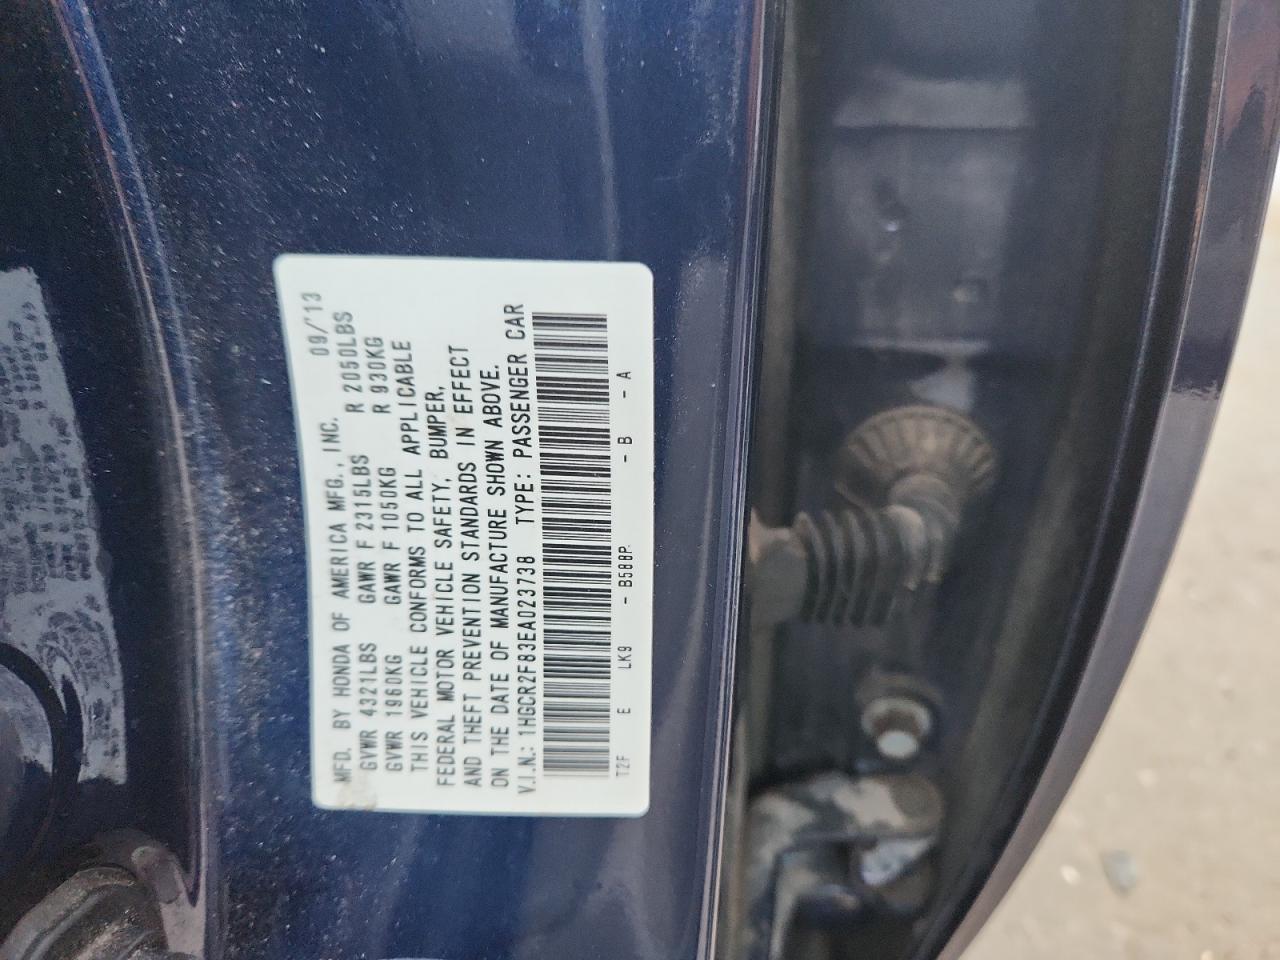 MFD. BY HONDA OF AMERICA MFG., INC. 09/'13
GVWR 4321LBS GAWR F 2315LBS R 2050LBS
GVWR 1960KG GAWR F 1050KG R 930KG
THIS VEHICLE CONFORMS TO ALL APPLICABLE
FEDERAL MOTOR VEHICLE SAFETY, BUMPER,
AND THEFT PREVENTION STANDARDS IN EFFECT
ON THE DATE OF MANUFACTURE SHOWN ABOVE.
V.I.N.: 1HGCR2F83EA023738 TYPE: PASSENGER CAR
T2F E LK9 - B588P - B - A